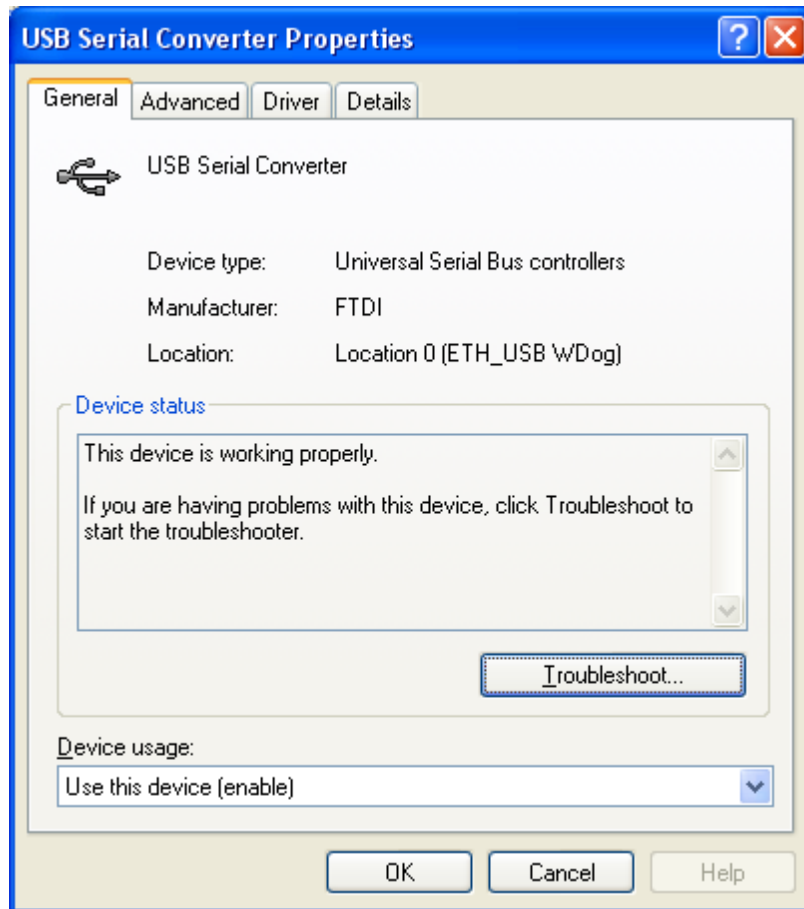 USB Serial Converter Properties
General Advanced Driver Details
USB Serial Converter
Device type: Universal Serial Bus controllers
Manufacturer: FTDI
Location: Location 0 (ETH_USB WDog)
Device status
This device is working properly.
If you are having problems with this device, click Troubleshoot to
start the troubleshooter.
Troubleshoot...
Device usage:
Use this device (enable)
OK Cancel Help